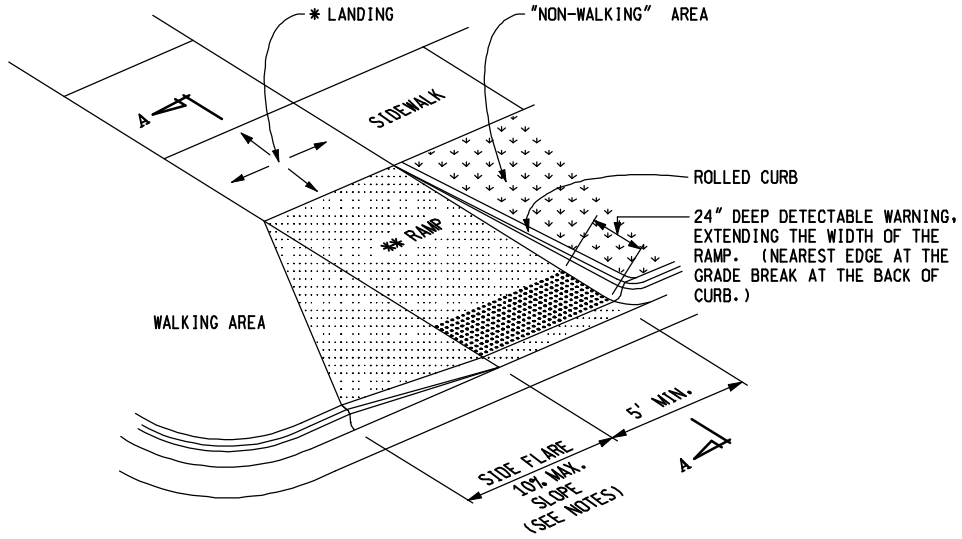 * LANDING
"NON-WALKING" AREA
A
SIDEWALK
ROLLED CURB
** RAMP
24" DEEP DETECTABLE WARNING,
EXTENDING THE WIDTH OF THE
RAMP. (NEAREST EDGE AT THE
GRADE BREAK AT THE BACK OF
CURB.)
WALKING AREA
5' MIN.
A
SIDE FLARE
10% MAX.
SLOPE
(SEE NOTES)